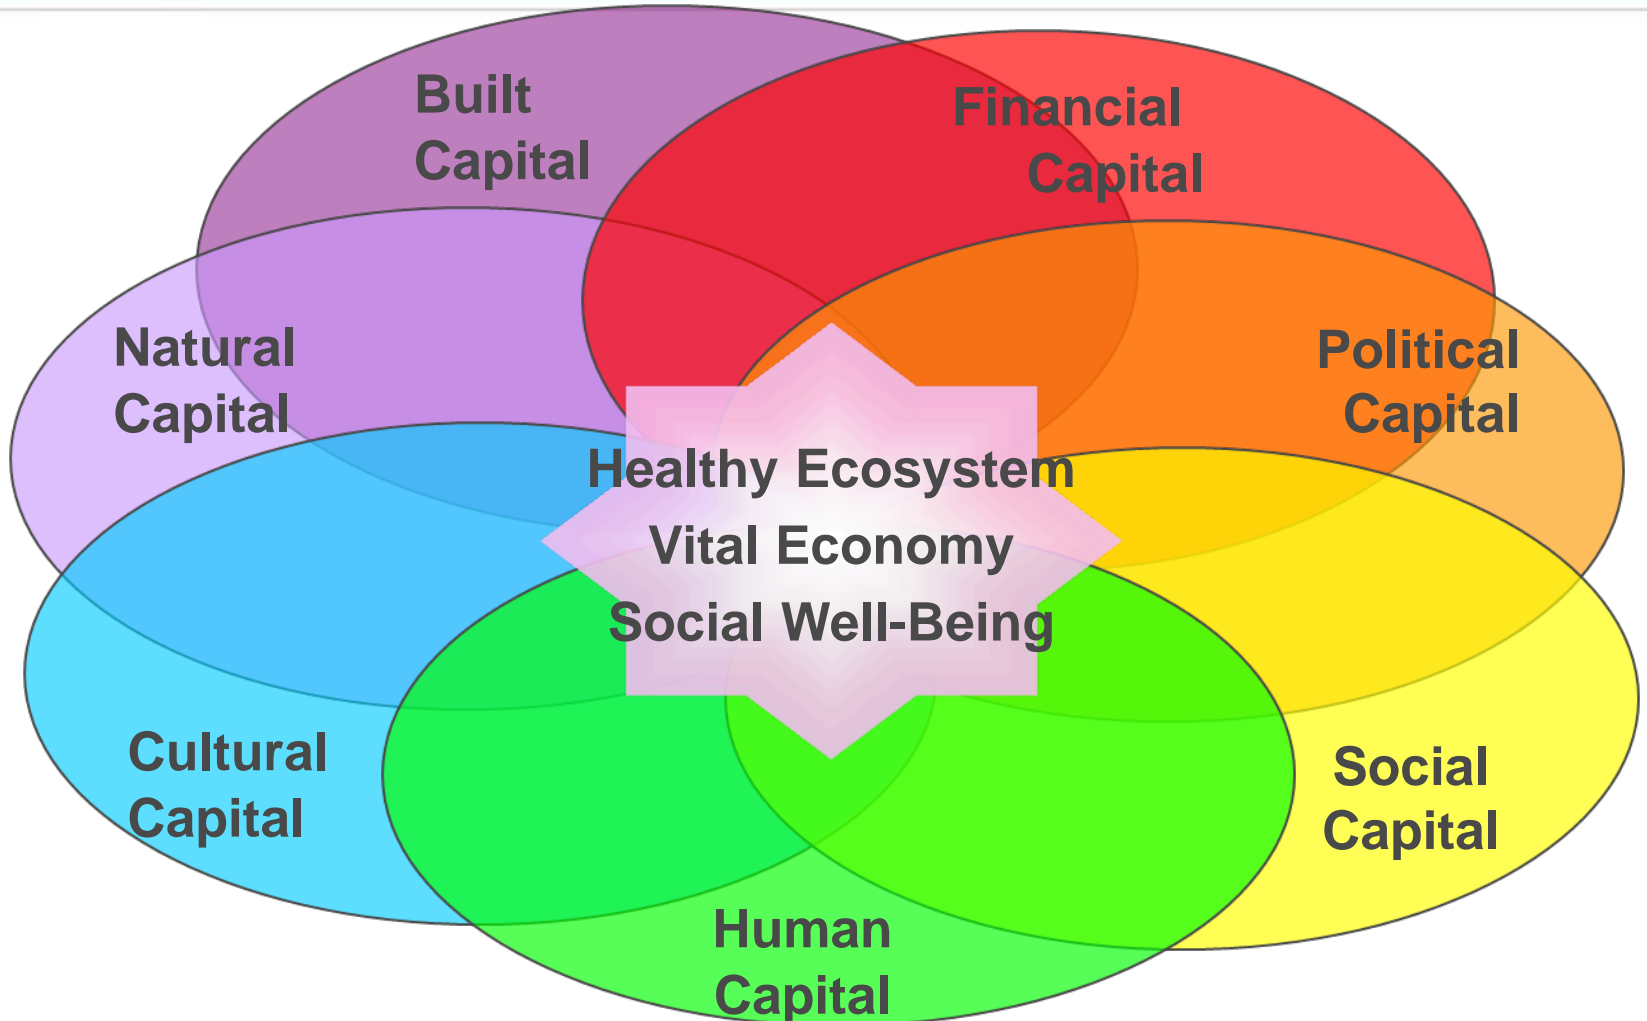 Built
Capital
Financial
Capital
Natural
Capital
Political
Capital
Healthy Ecosystem
Vital Economy
Social Well-Being
Cultural
Capital
Social
Capital
Human
Capital